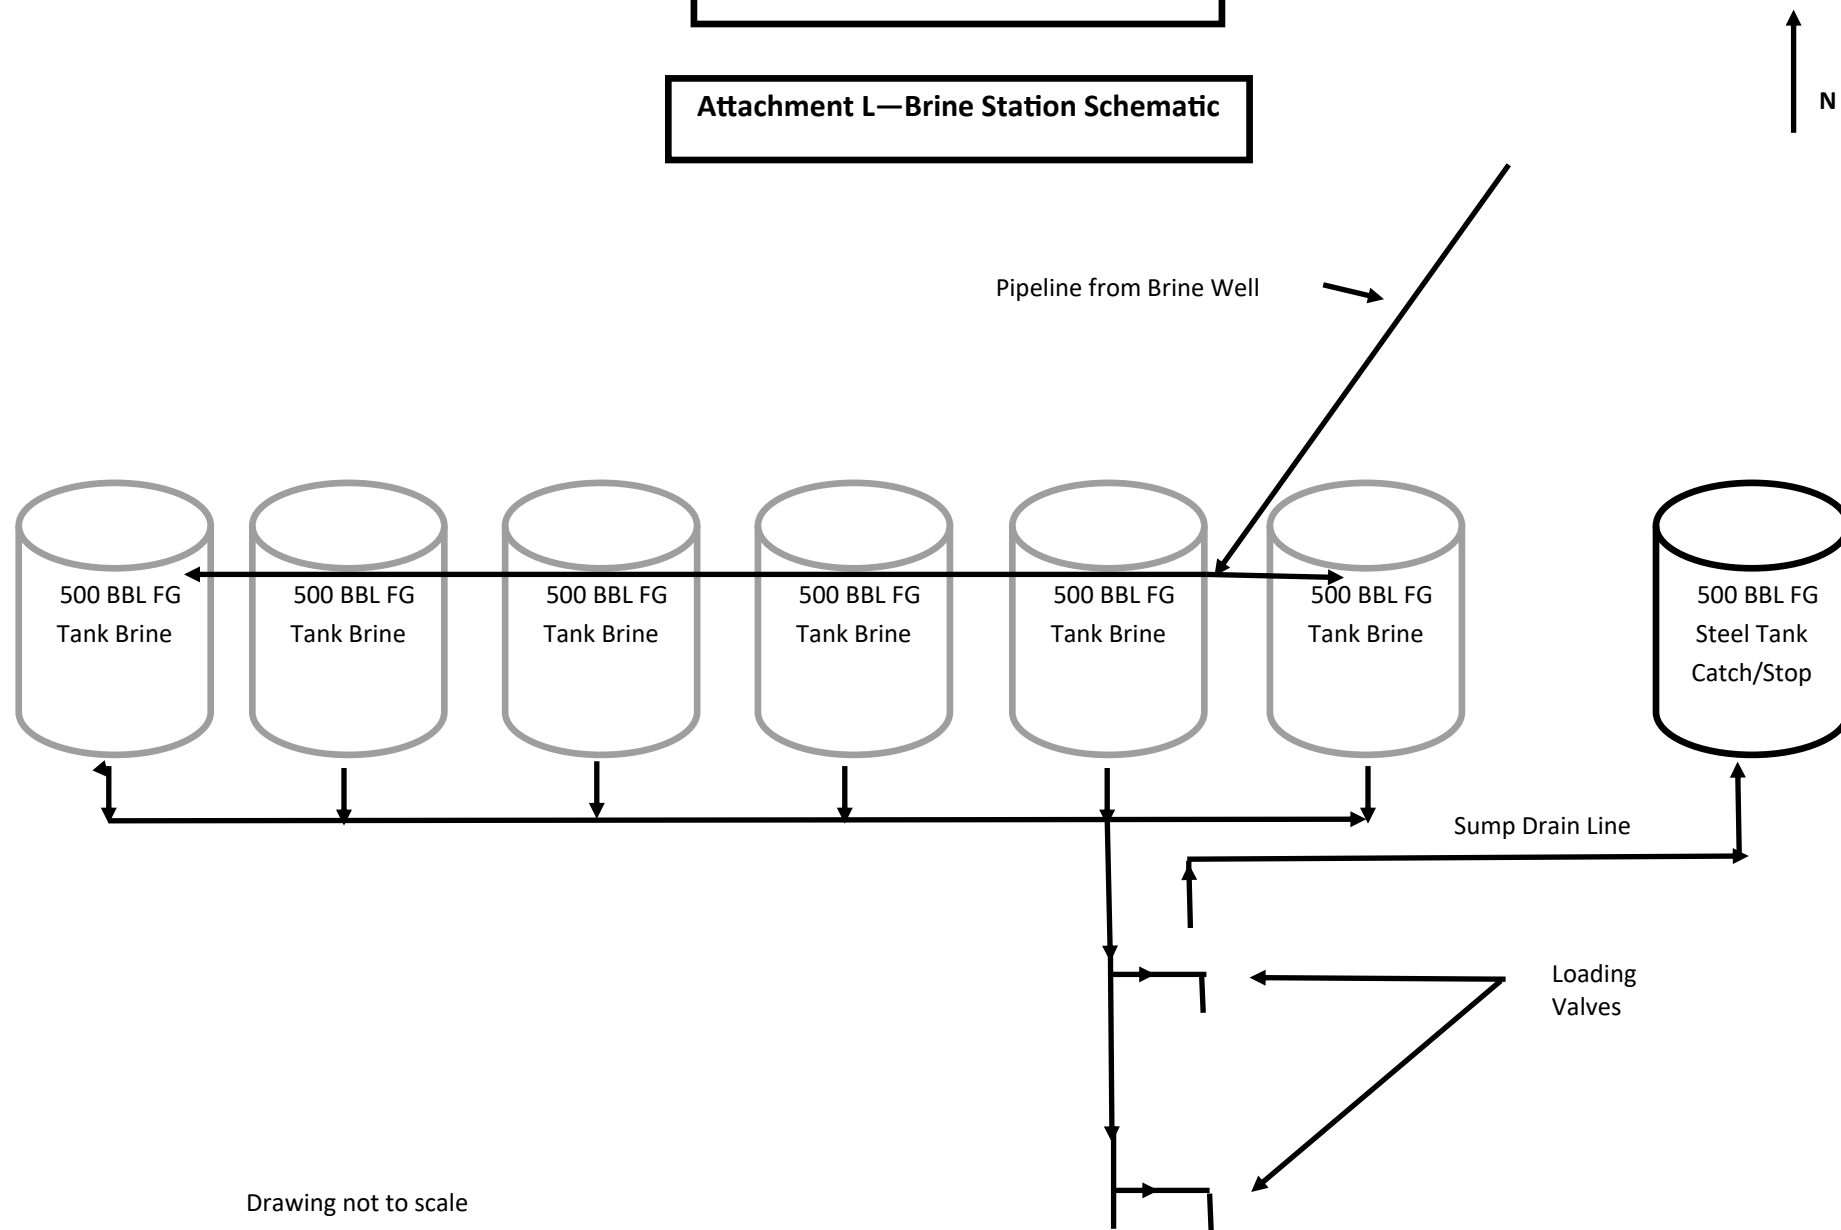 Attachment L—Brine Station Schematic
N
Pipeline from Brine Well
500 BBL FG
Tank Brine
500 BBL FG
Tank Brine
500 BBL FG
Tank Brine
500 BBL FG
Tank Brine
500 BBL FG
Tank Brine
500 BBL FG
Tank Brine
500 BBL FG
Steel Tank
Catch/Stop
Sump Drain Line
Loading
Valves
Drawing not to scale